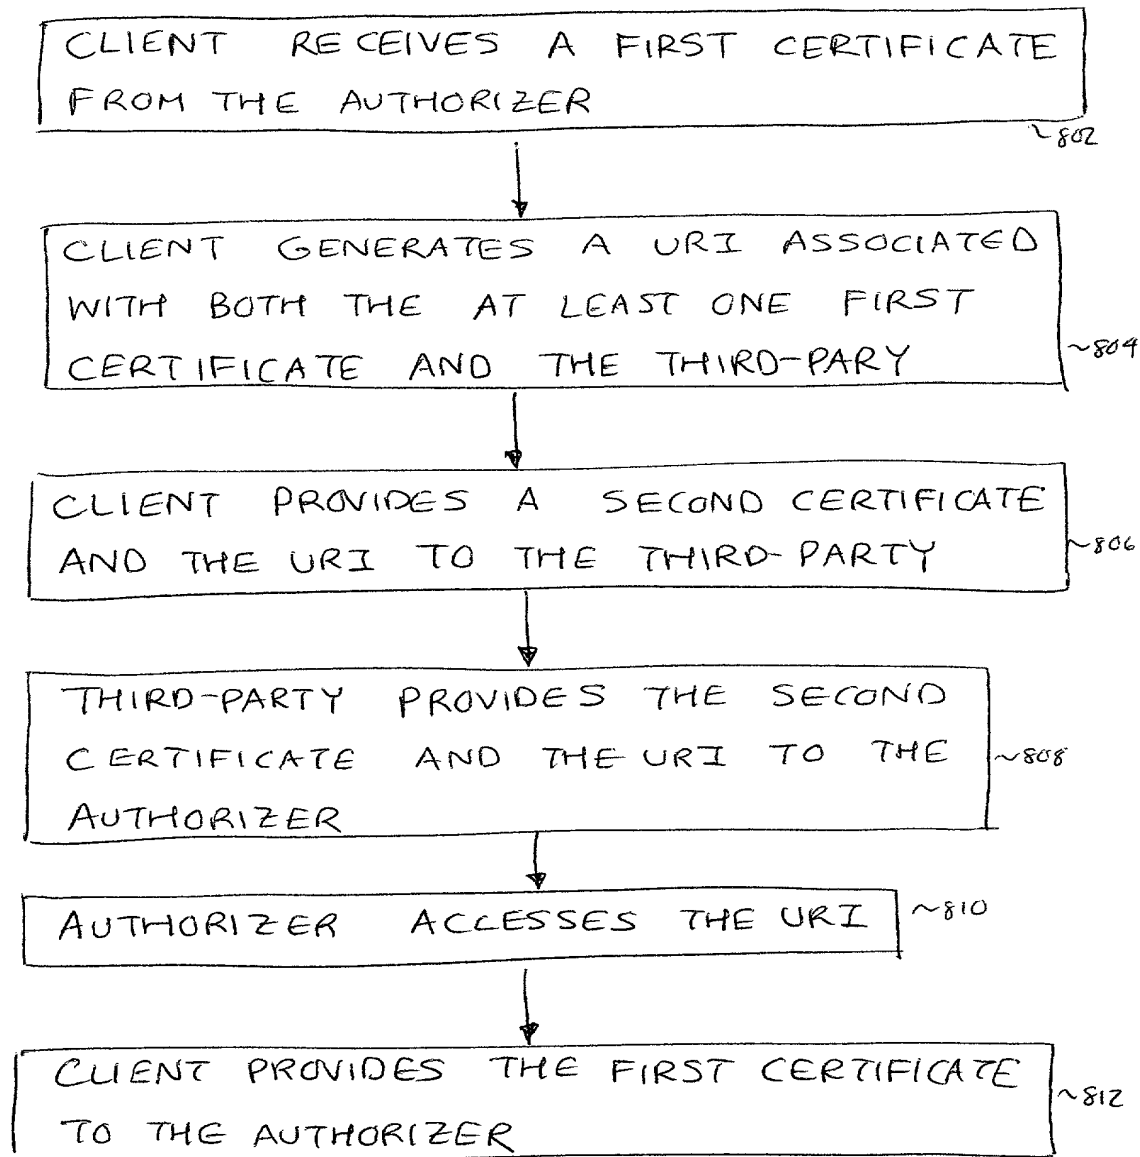 CLIENT RECEIVES A FIRST CERTIFICATE
FROM THE AUTHORIZER
~802
CLIENT GENERATES A URI ASSOCIATED
WITH BOTH THE AT LEAST ONE FIRST
CERTIFICATE AND THE THIRD-PARY
~804
CLIENT PROVIDES A SECOND CERTIFICATE
AND THE URI TO THE THIRD-PARTY
~806
THIRD-PARTY PROVIDES THE SECOND
CERTIFICATE AND THE URI TO THE
~808
AUTHORIZER
AUTHORIZER ACCESSES THE URI
~810
CLIENT PROVIDES THE FIRST CERTIFICATE
TO THE AUTHORIZER
~812